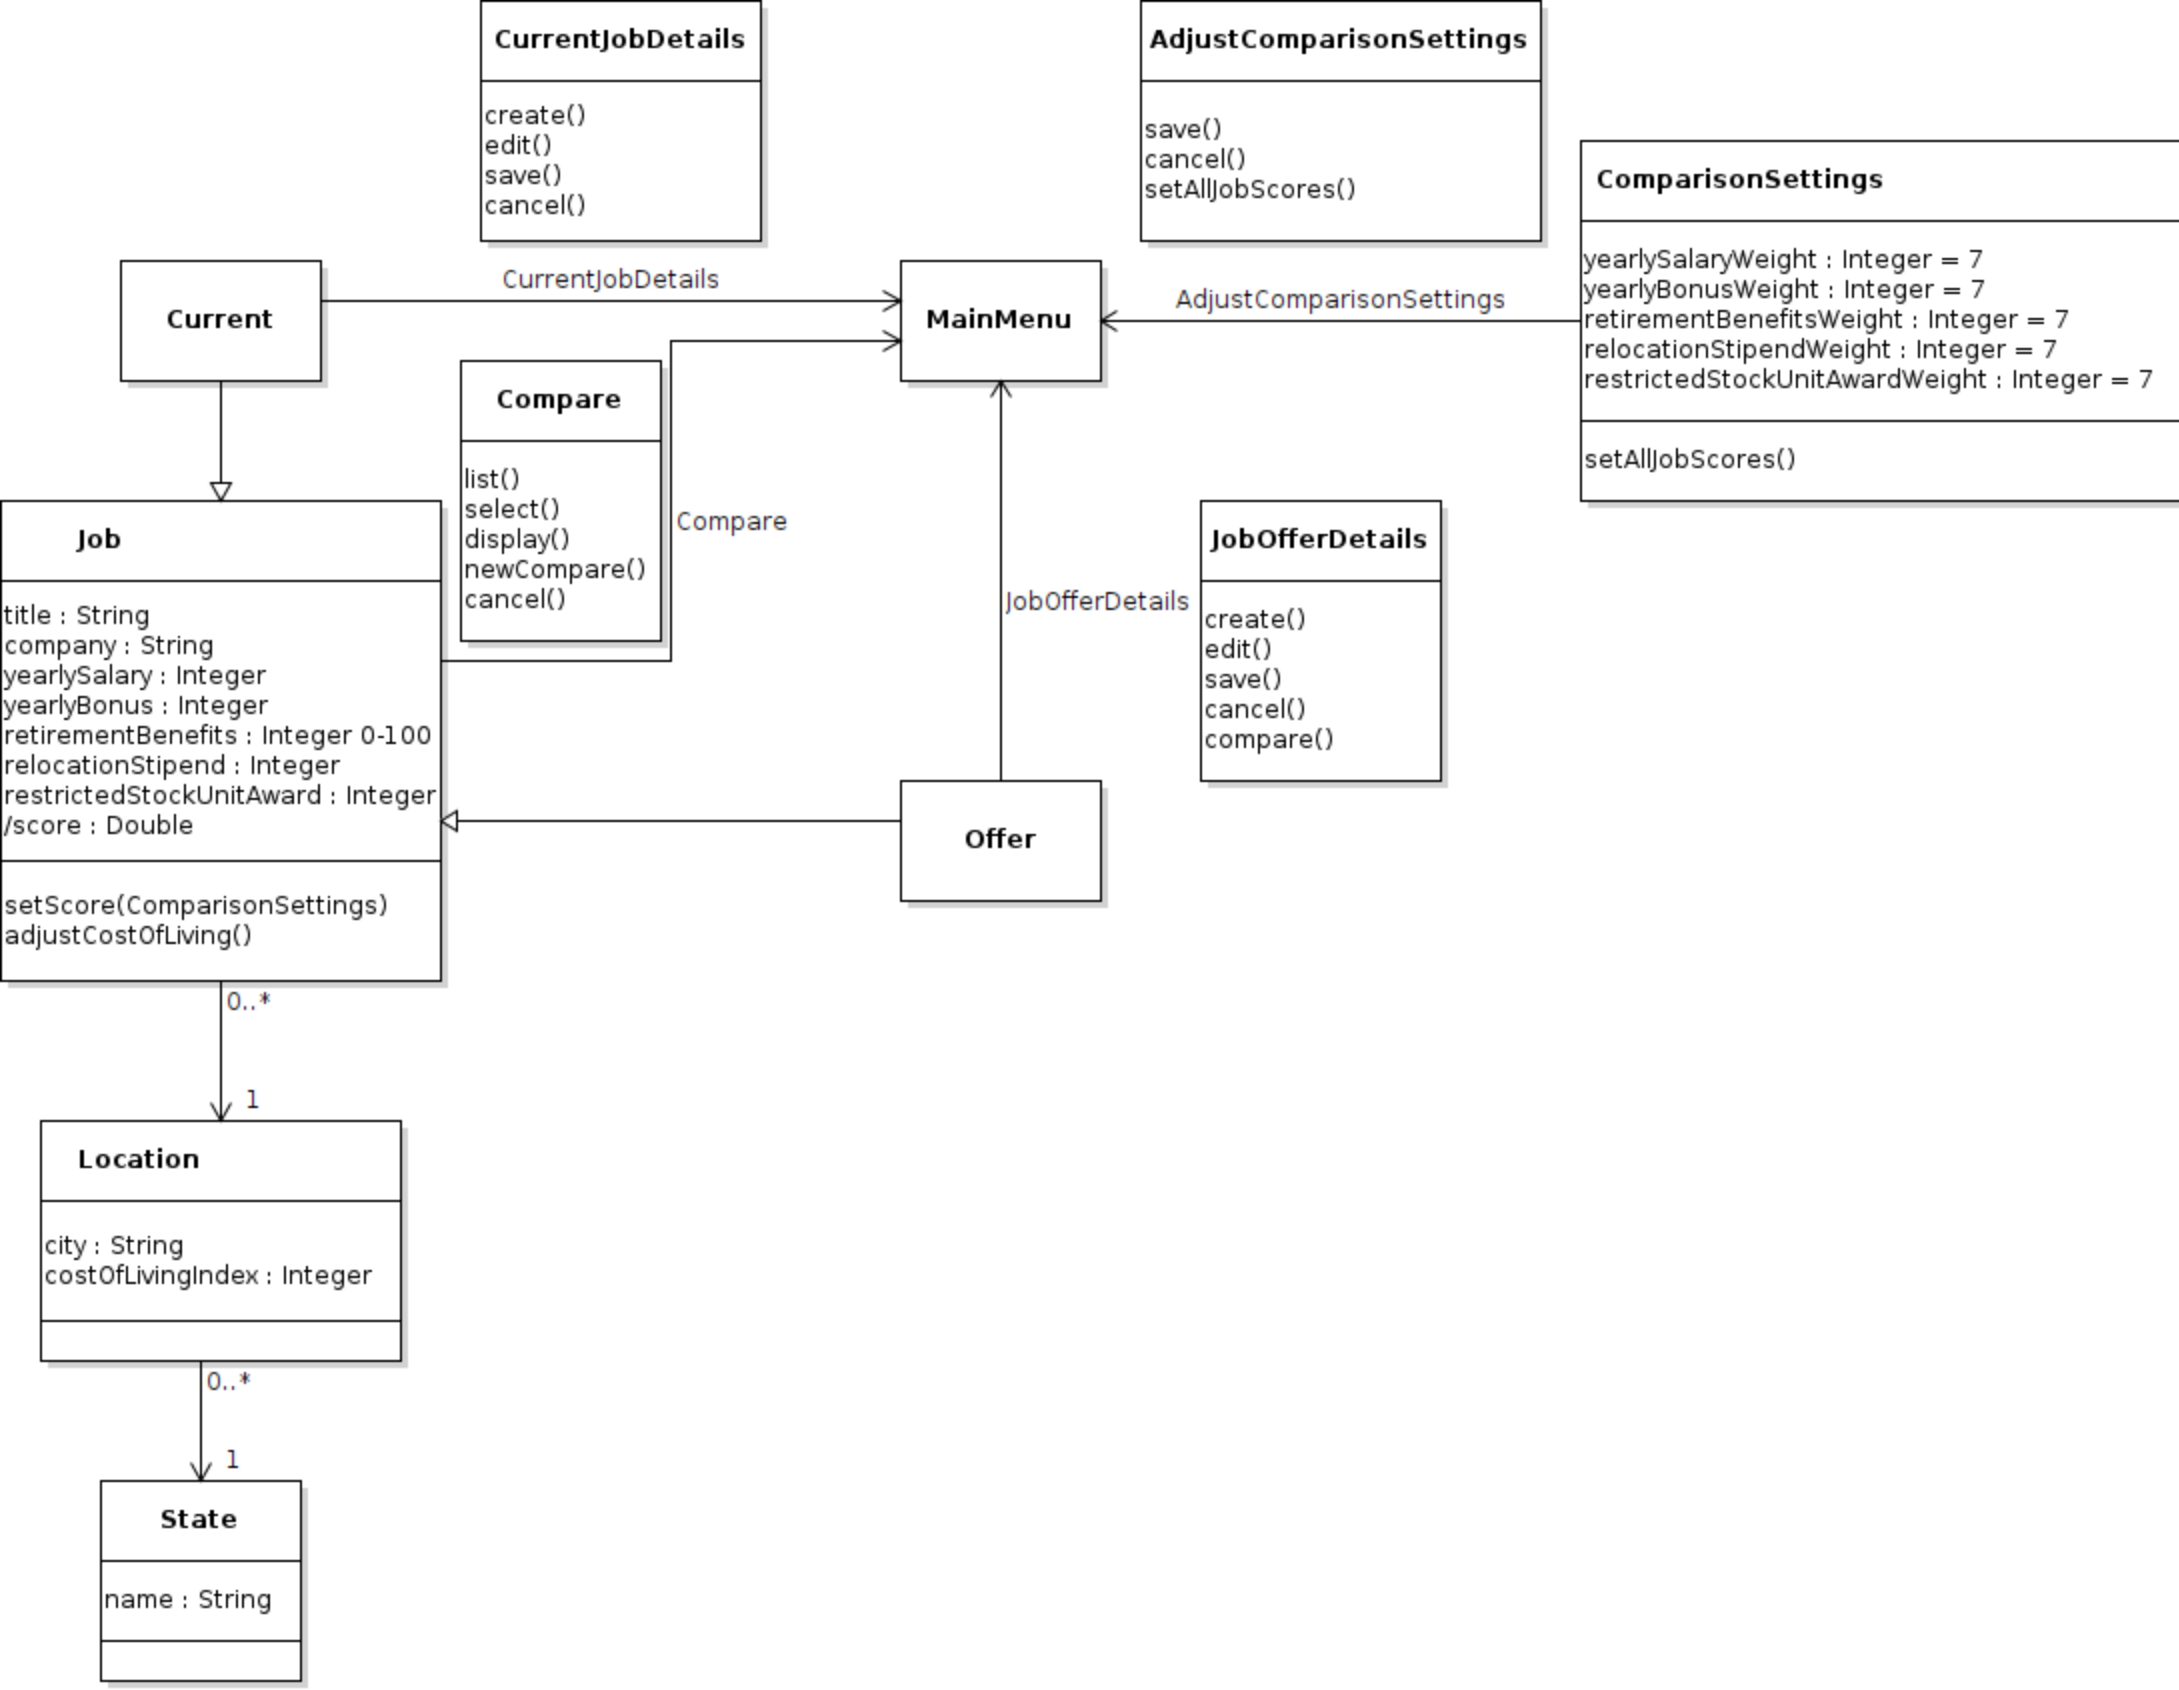 CurrentJobDetails
create()
edit()
save()
cancel()
AdjustComparisonSettings
save()
cancel()
setAllJobScores()
ComparisonSettings
yearlySalaryWeight : Integer = 7
yearlyBonusWeight : Integer = 7
retirementBenefitsWeight : Integer = 7
relocationStipendWeight : Integer = 7
restrictedStockUnitAwardWeight : Integer = 7
setAllJobScores()
Current
CurrentJobDetails
MainMenu
AdjustComparisonSettings
Compare
list()
select()
display()
newCompare()
cancel()
Compare
Job
title : String
company : String
yearlySalary : Integer
yearlyBonus : Integer
retirementBenefits : Integer 0-100
relocationStipend : Integer
restrictedStockUnitAward : Integer
/score : Double
setScore(ComparisonSettings)
adjustCostOfLiving()
JobOfferDetails
JobOfferDetails
create()
edit()
save()
cancel()
compare()
Offer
0..*
1
Location
city : String
costOfLivingIndex : Integer
0..*
1
State
name : String